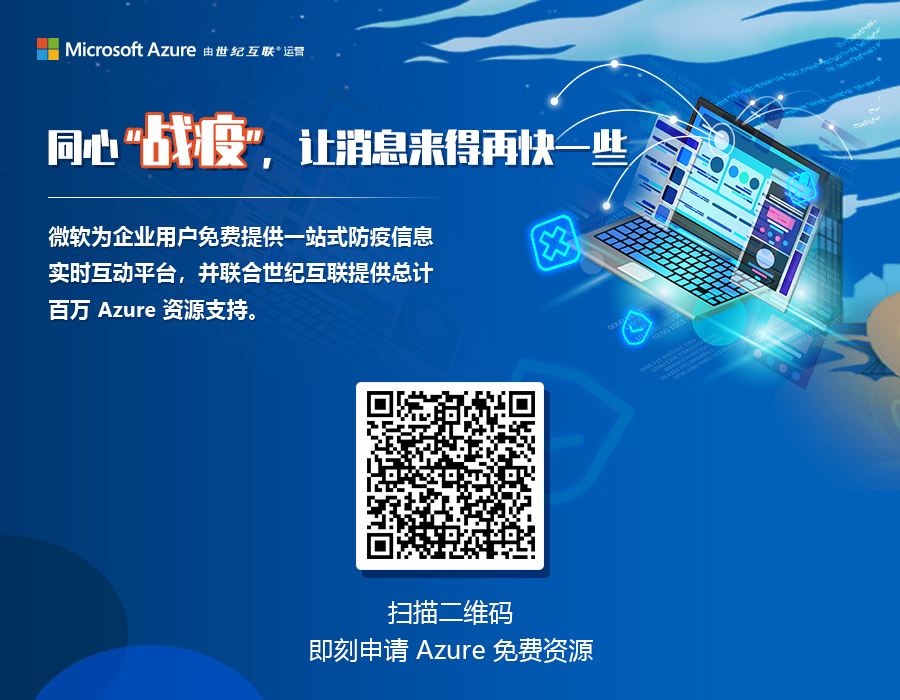 Microsoft Azure 由世纪互联®运营
同心“战疫”，让消息来得再快一些
微软为企业用户免费提供一站式防疫信息
实时互动平台，并联合世纪互联提供总计
百万 Azure 资源支持。
扫描二维码
即刻申请 Azure 免费资源